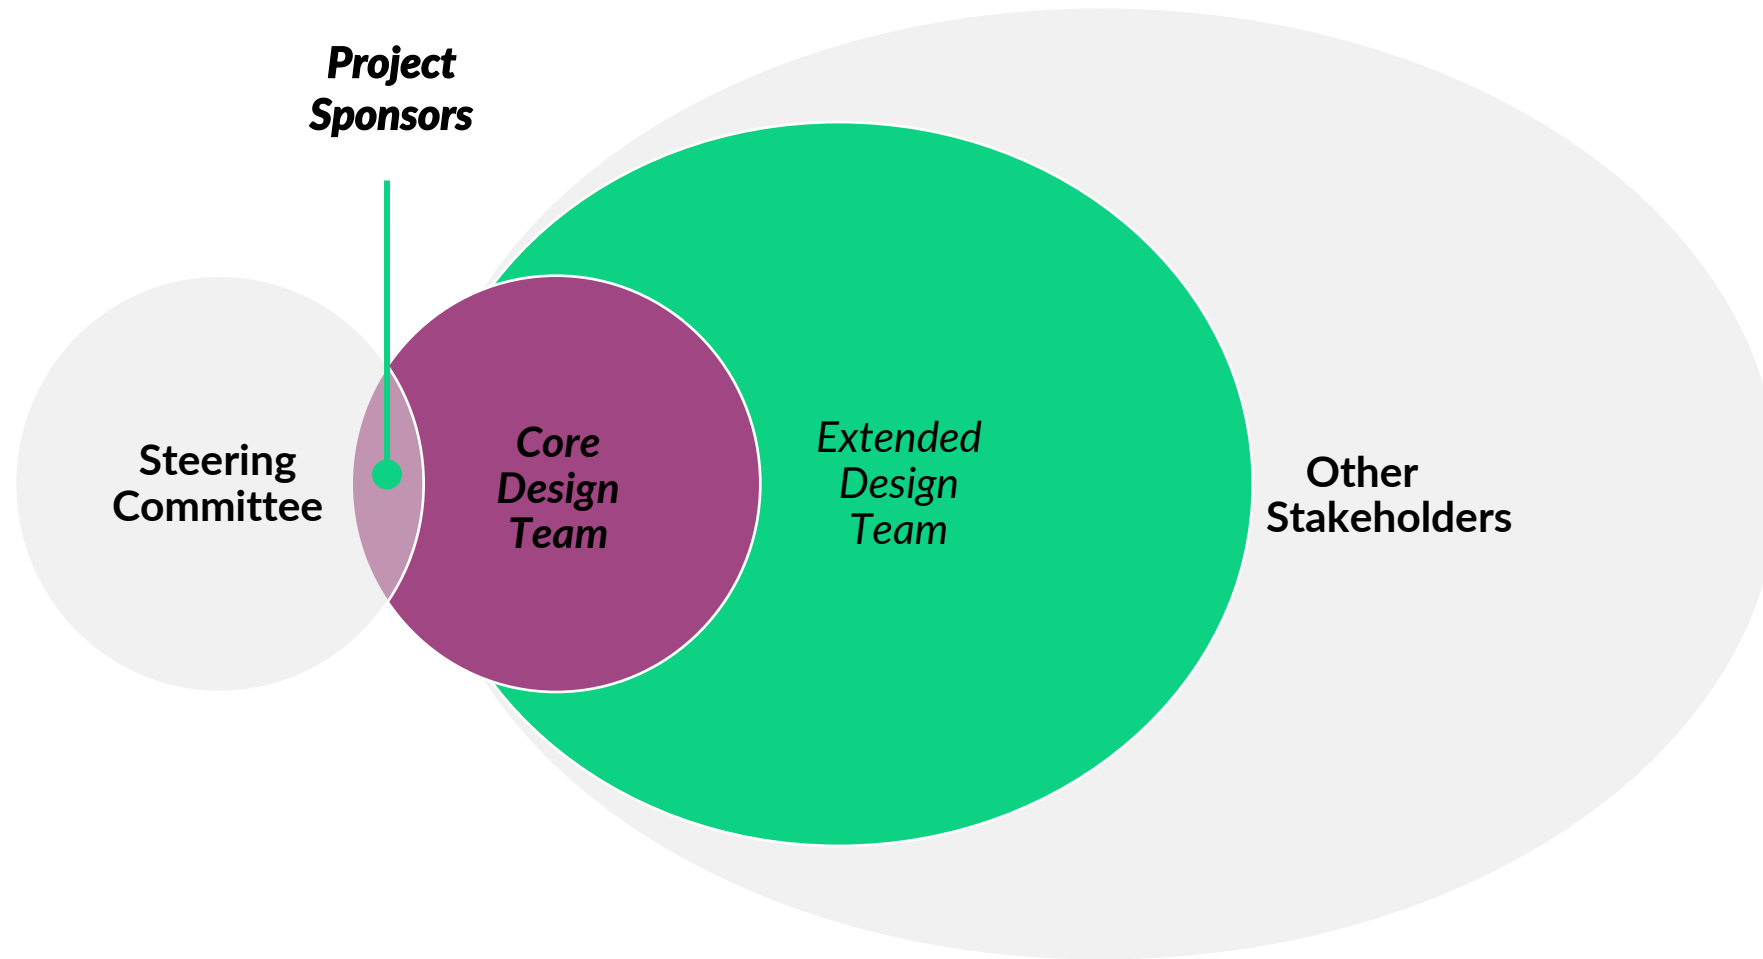 Project
Sponsors
Steering
Committee
Core
Design
Team
Extended
Design
Team
Other
Stakeholders